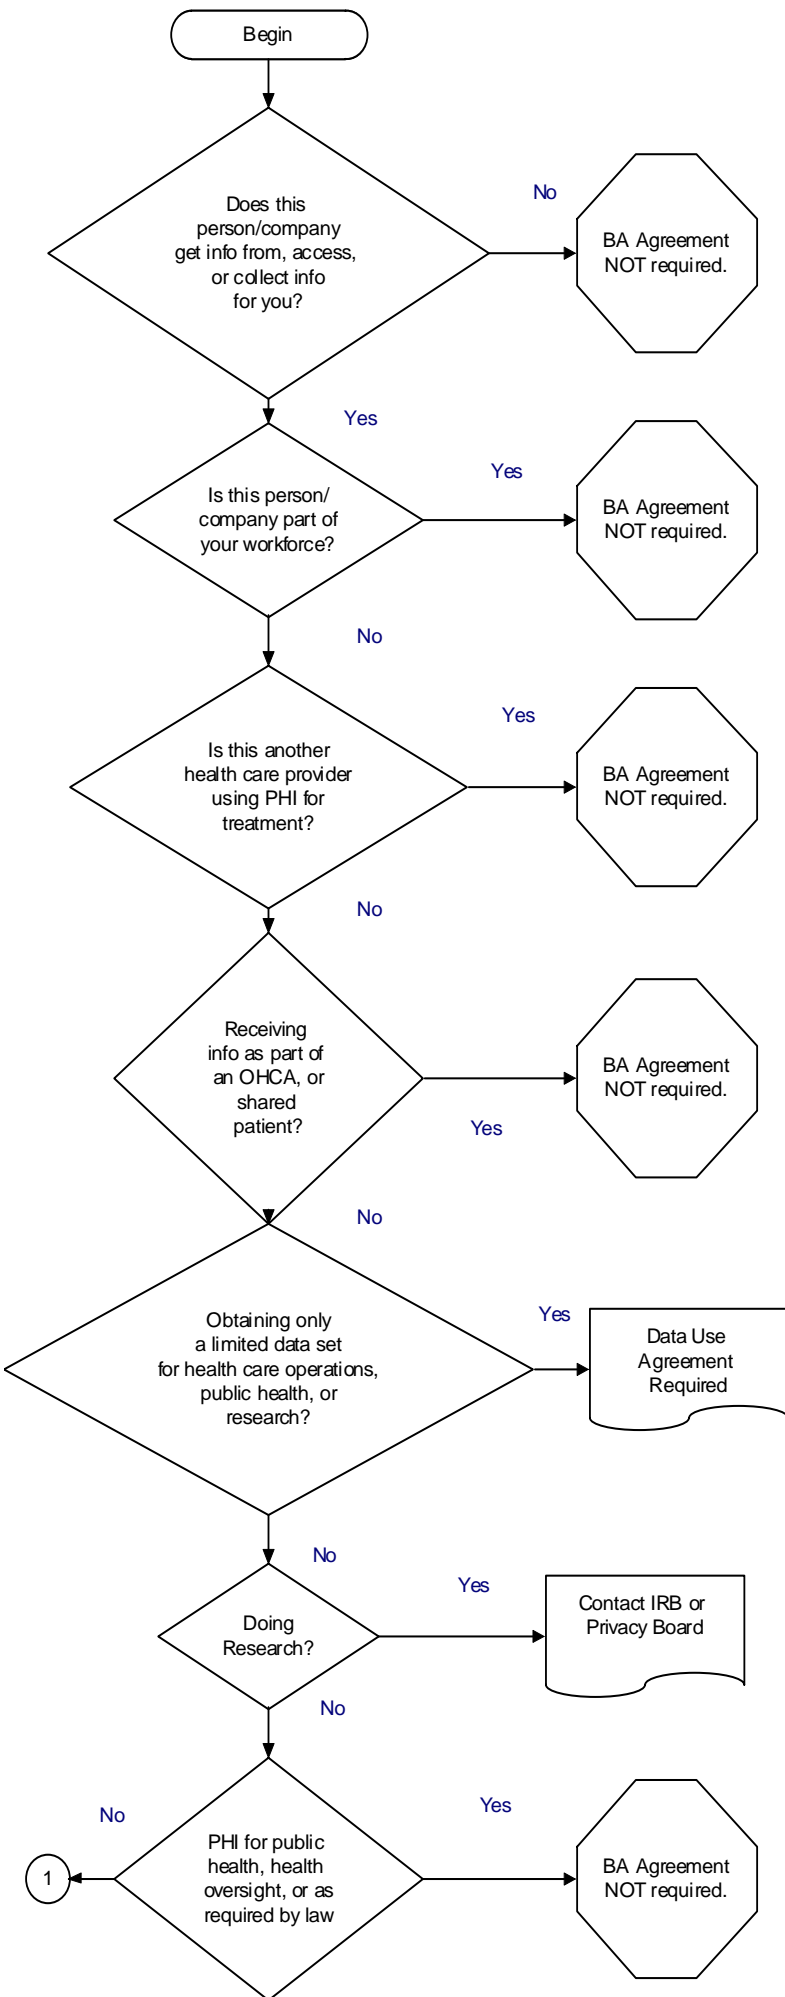 Begin
Does this
person/company
get info from, access,
or collect info
for you?
No
BA Agreement
NOT required.
Yes
Is this person/
company part of
your workforce?
Yes
BA Agreement
NOT required.
No
Is this another
health care provider
using PHI for
treatment?
Yes
BA Agreement
NOT required.
No
Receiving
info as part of
an OHCA, or
shared
patient?
Yes
BA Agreement
NOT required.
No
Obtaining only
a limited data set
for health care operations,
public health, or
research?
Yes
Data Use
Agreement
Required
No
Doing
Research?
Yes
Contact IRB or
Privacy Board
No
PHI for public
health, health
oversight, or as
required by law
No
1
Yes
BA Agreement
NOT required.